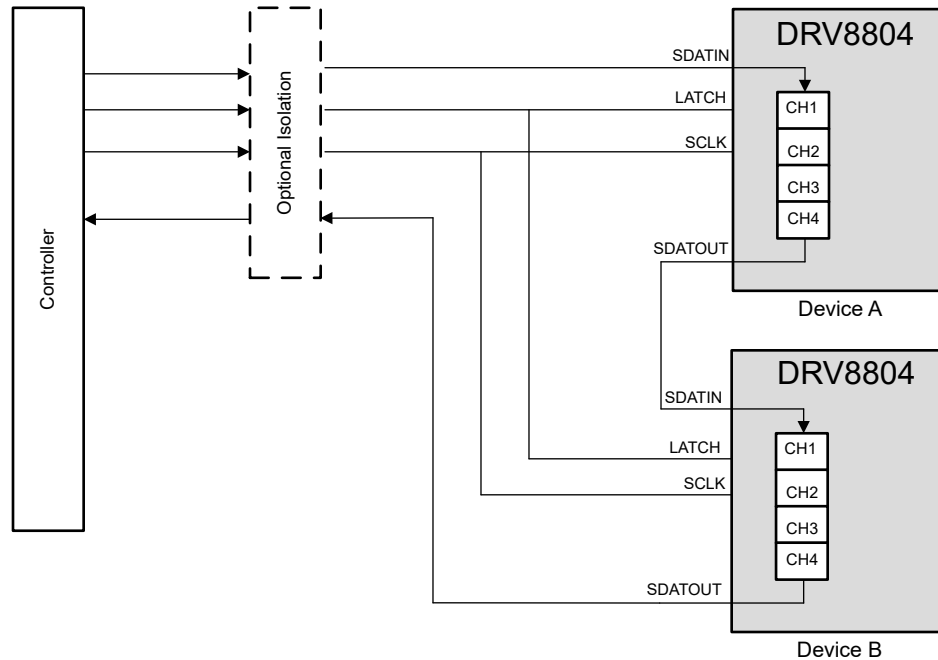 Controller
Optional Isolation
DRV8804
SDATIN
LATCH
SCLK
CH1
CH2
CH3
CH4
SDATOUT
Device A
DRV8804
SDATIN
LATCH
SCLK
CH1
CH2
CH3
CH4
SDATOUT
Device B